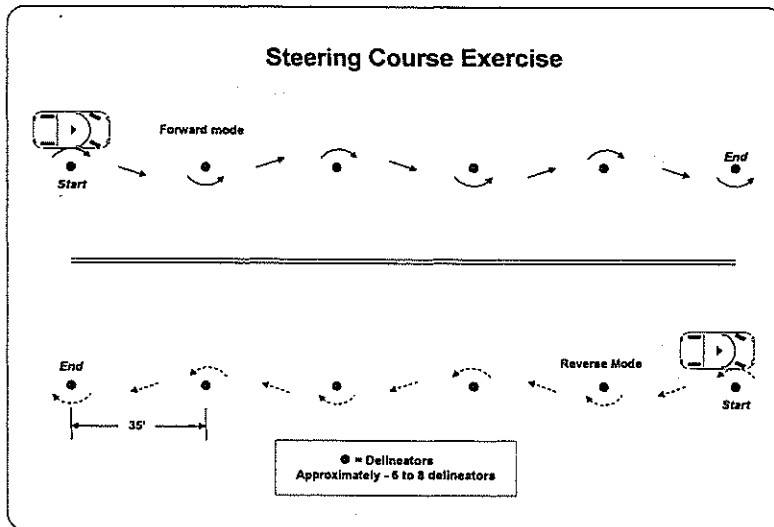 Steering Course Exercise
Forward mode
Start
End
End
Reverse Mode
Start
35'
= Delineators
Approximately - 6 to 8 delineators